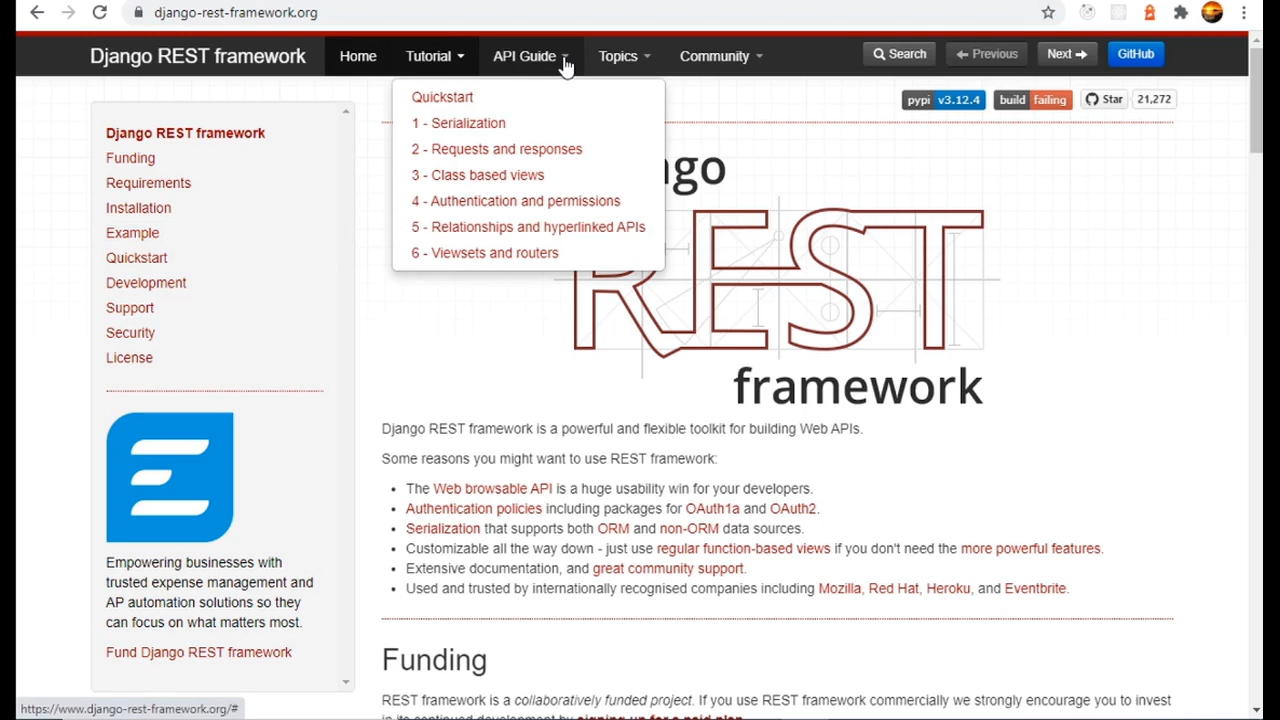 django-rest-framework.org
Django REST framework
Home
Tutorial
API Guide
Topics
Community
Search
Previous
Next
GitHub
Quickstart
1 - Serialization
2 - Requests and responses
3 - Class based views
4 - Authentication and permissions
5 - Relationships and hyperlinked APIs
6 - Viewsets and routers
pypi v3.12.4
build failing
Star
21,272
Django REST framework
Funding
Requirements
Installation
Example
Quickstart
Development
Support
Security
License
Empowering businesses with
trusted expense management and
AP automation solutions so they
can focus on what matters most.
Fund Django REST framework
ngo
REST
framework
Django REST framework is a powerful and flexible toolkit for building Web APIs.
Some reasons you might want to use REST framework:
• The Web browsable API is a huge usability win for your developers.
• Authentication policies including packages for OAuth1a and OAuth2.
• Serialization that supports both ORM and non-ORM data sources.
• Customizable all the way down - just use regular function-based views if you don't need the more powerful features.
• Extensive documentation, and great community support.
• Used and trusted by internationally recognised companies including Mozilla, Red Hat, Heroku, and Eventbrite.
Funding
REST framework is a collaboratively funded project. If you use REST framework commercially we strongly encourage you to invest
in its continued development by signing up for a paid plan.
https://www.django-rest-framework.org/#